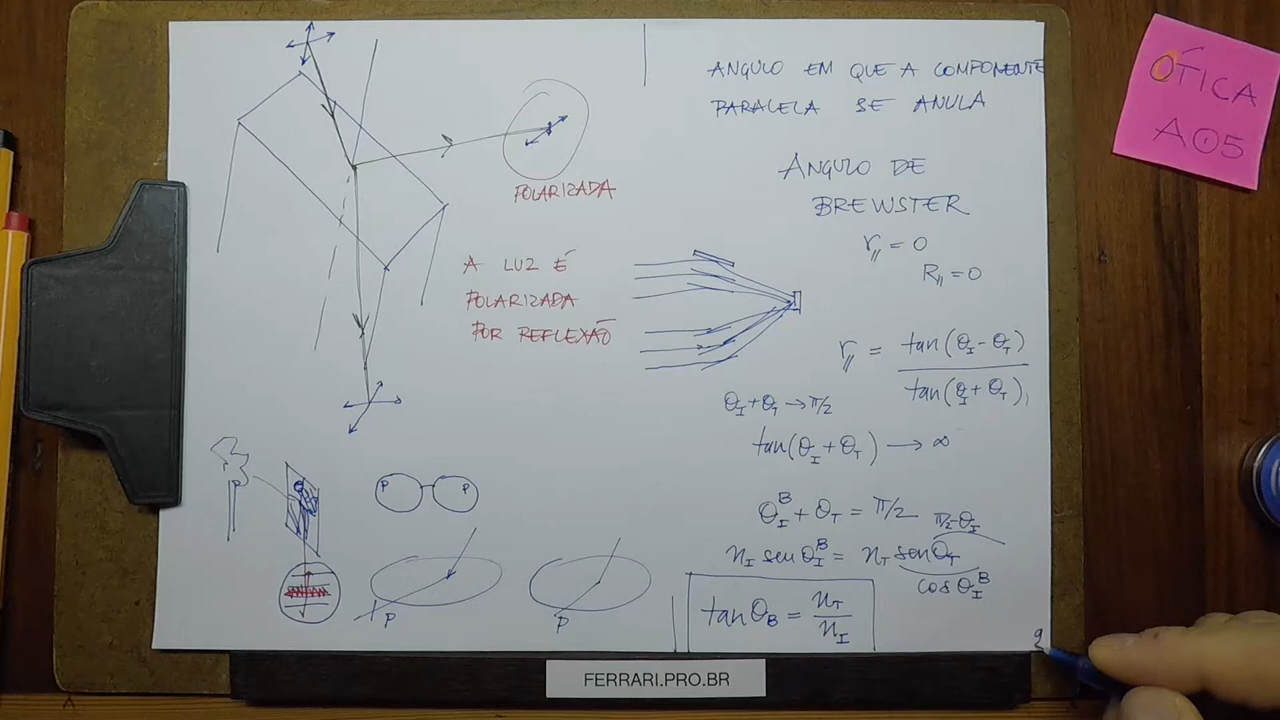 ÓTICA
A05
ANGULO EM QUE A COMPONENTE
PARALELA SE ANULA
ANGULO DE
BREWSTER
r∥ = 0
R∥ = 0
POLARIZADA
A LUZ É
POLARIZADA
POR REFLEXÃO
r∥ = tan(θI - θT) / tan(θI + θT)
θI + θT → π/2
tan(θI + θT) → ∞
θI^B + θT = π/2
π/2 - θI
nI sen θI^B = nT sen θT
cos θI^B
tan θB = nT / nI
P P
P
P
FERRARI.PRO.BR